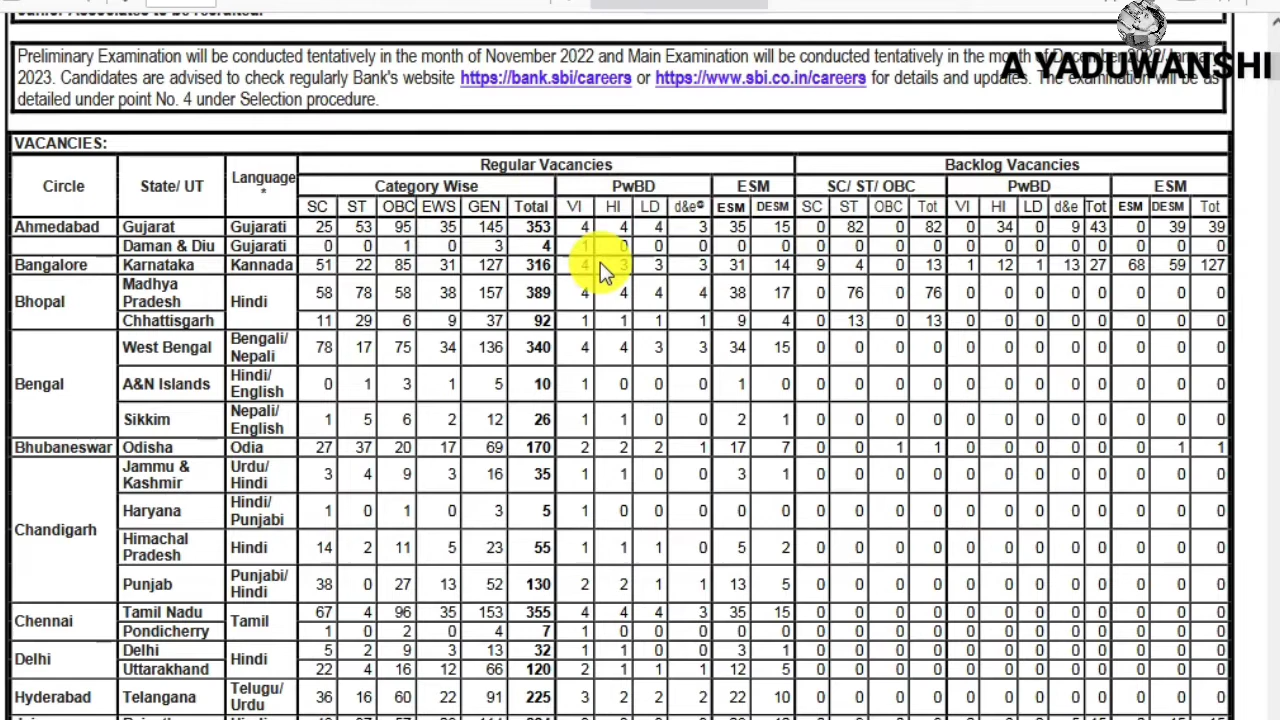 Preliminary Examination will be conducted tentatively in the month of November 2022 and Main Examination will be conducted tentatively in the month of December 2022/ January
A YADUWANSHI
2023. Candidates are advised to check regularly Bank's website https://bank.sbi/careers or https://www.sbi.co.in/careers for details and updates. The examination will be as
detailed under point No. 4 under Selection procedure.
VACANCIES:
Circle State/ UT Language * Regular Vacancies Backlog Vacancies
Category Wise PwBD ESM SC/ ST/ OBC PwBD ESM
SC ST OBC EWS GEN Total VI HI LD d&e@ ESM DESM SC ST OBC Tot VI HI LD d&e Tot ESM DESM Tot
Ahmedabad Gujarat Gujarati 25 53 95 35 145 353 4 4 4 3 35 15 0 82 0 82 0 34 0 9 43 0 39 39
Daman & Diu Gujarati 0 0 1 0 3 4 1 0 0 0 0 0 0 0 0 0 0 0 0 0 0 0 0 0
Bangalore Karnataka Kannada 51 22 85 31 127 316 4 3 3 3 31 14 9 4 0 13 1 12 1 13 27 68 59 127
Bhopal Madhya Pradesh Hindi 58 78 58 38 157 389 4 4 4 4 38 17 0 76 0 76 0 0 0 0 0 0 0 0
Chhattisgarh 11 29 6 9 37 92 1 1 1 1 9 4 0 13 0 13 0 0 0 0 0 0 0 0
Bengal West Bengal Bengali/ Nepali 78 17 75 34 136 340 4 4 3 3 34 15 0 0 0 0 0 0 0 0 0 0 0 0
A&N Islands Hindi/ English 0 1 3 1 5 10 1 0 0 0 1 0 0 0 0 0 0 0 0 0 0 0 0 0
Sikkim Nepali/ English 1 5 6 2 12 26 1 1 0 0 2 1 0 0 0 0 0 0 0 0 0 0 0 0
Bhubaneswar Odisha Odia 27 37 20 17 69 170 2 2 2 1 17 7 0 0 1 1 0 0 0 0 0 0 1 1
Chandigarh Jammu & Kashmir Urdu/ Hindi 3 4 9 3 16 35 1 1 0 0 3 1 0 0 0 0 0 0 0 0 0 0 0 0
Haryana Hindi/ Punjabi 1 0 1 0 3 5 1 0 0 0 0 0 0 0 0 0 0 0 0 0 0 0 0 0
Himachal Pradesh Hindi 14 2 11 5 23 55 1 1 1 0 5 2 0 0 0 0 0 0 0 0 0 0 0 0
Punjab Punjabi/ Hindi 38 0 27 13 52 130 2 2 1 1 13 5 0 0 0 0 0 0 0 0 0 0 0 0
Chennai Tamil Nadu Tamil 67 4 96 35 153 355 4 4 4 3 35 15 0 0 0 0 0 0 0 0 0 0 0 0
Pondicherry 1 0 2 0 4 7 1 0 0 0 0 0 0 0 0 0 0 0 0 0 0 0 0 0
Delhi Delhi Hindi 5 2 9 3 13 32 1 1 0 0 3 1 0 0 0 0 0 0 0 0 0 0 0 0
Uttarakhand 22 4 16 12 66 120 2 1 1 1 12 5 0 0 0 0 0 0 0 0 0 0 0 0
Hyderabad Telangana Telugu/ Urdu 36 16 60 22 91 225 3 2 2 2 22 10 0 0 0 0 0 0 0 0 0 0 0 0